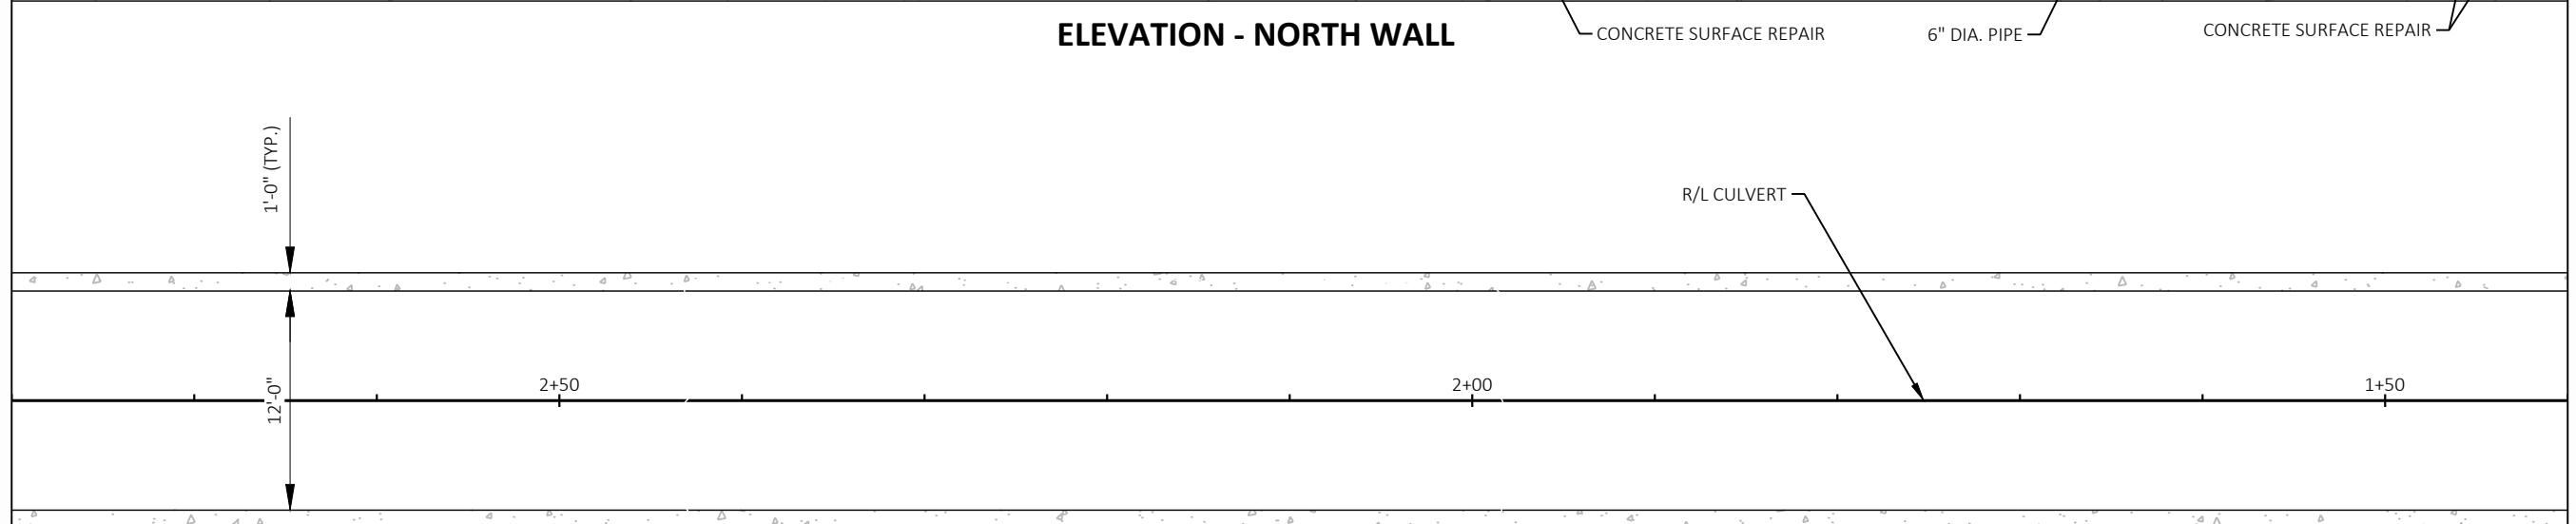 ELEVATION - NORTH WALL
CONCRETE SURFACE REPAIR
6" DIA. PIPE
CONCRETE SURFACE REPAIR
1'-0" (TYP.)
R/L CULVERT
12'-0"
2+50
2+00
1+50